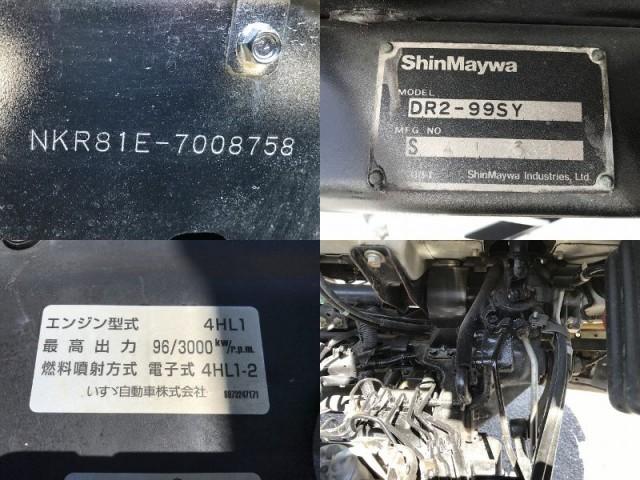 NKR81E-7008758
ShinMaywa
MODEL
DR2-99SY
MFG NO
ShinMaywa Industries, Ltd.
エンジン型式 4HL1
最高出力 96/3000kw/r.p.m.
燃料噴射方式 電子式 4HL1-2
いすゞ自動車株式会社